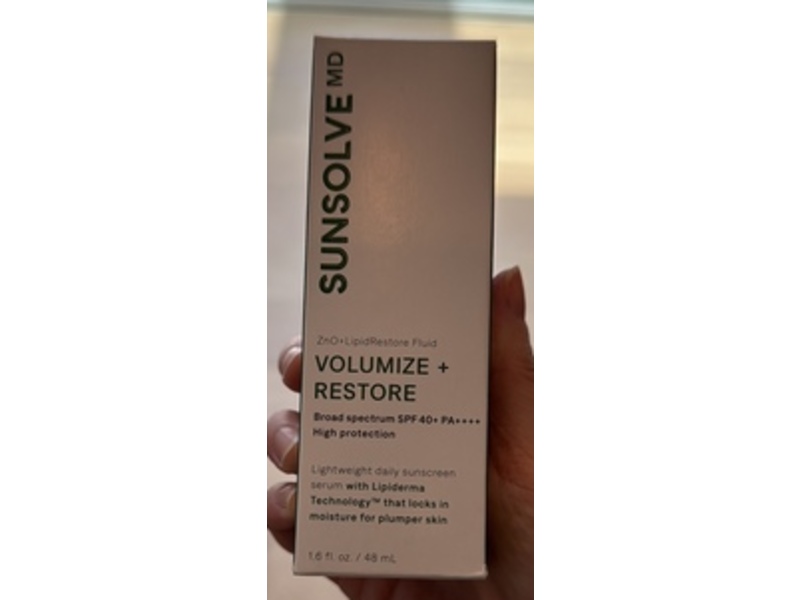 SUNSOLVE MD
ZnO+LipidRestore Fluid
VOLUMIZE +
RESTORE
Broad spectrum SPF 40+ PA++++
High protection
Lightweight daily sunscreen
serum with Lipiderma
Technology™ that locks in
moisture for plumper skin
1.6 fl. oz. / 48 mL